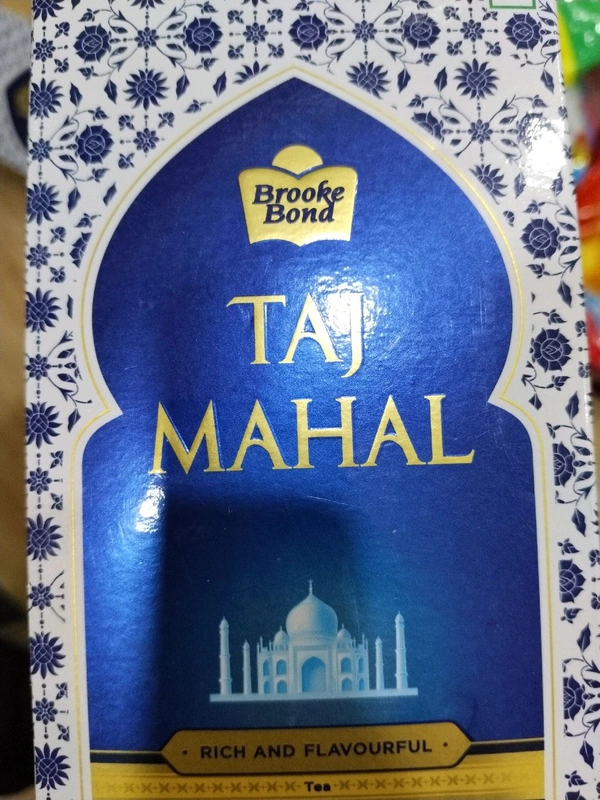 Brooke
Bond
TAJ
MAHAL
· RICH AND FLAVOURFUL ·
Tea